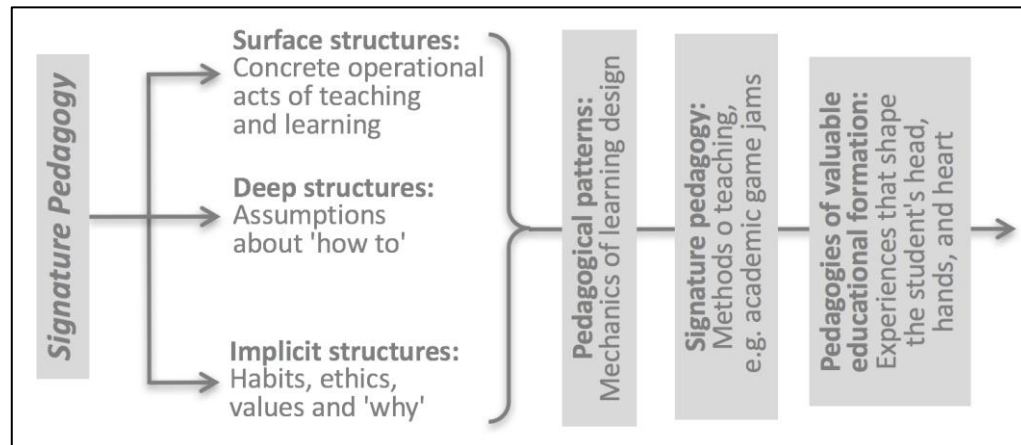 Signature Pedagogy
Surface structures:
Concrete operational
acts of teaching
and learning
Deep structures:
Assumptions
about 'how to'
Implicit structures:
Habits, ethics,
values and 'why'
Pedagogical patterns:
Mechanics of learning design
Signature pedagogy:
Methods o teaching,
e.g. academic game jams
Pedagogies of valuable
educational formation:
Experiences that shape
the student's head,
hands, and heart